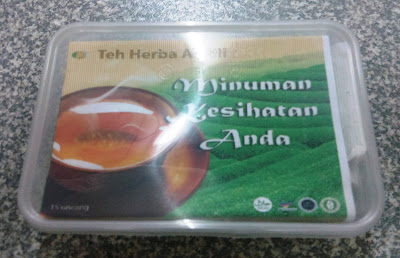 Teh Herba
Minuman
Kesihatan
Anda